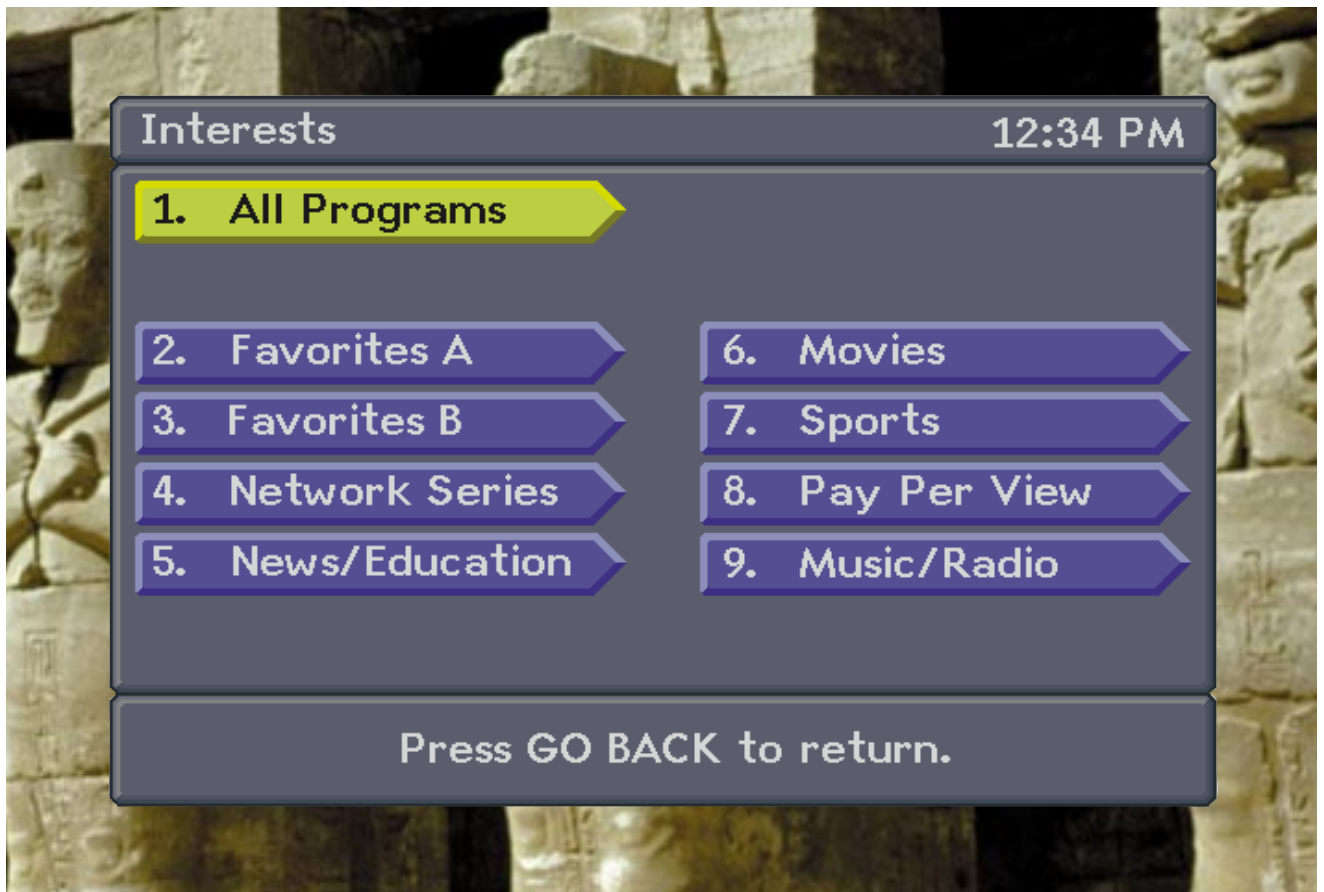 Interests 12:34 PM
1. All Programs
2. Favorites A
3. Favorites B
4. Network Series
5. News/Education
6. Movies
7. Sports
8. Pay Per View
9. Music/Radio
Press GO BACK to return.